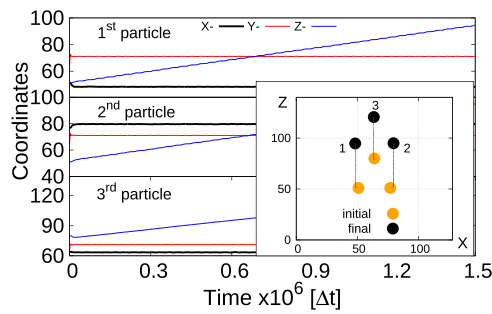 1st particle X- Y- Z-
100
80
60
Coordinates
100
2nd particle
80
60
40
3rd particle
120
90
60
Z
3
100
1 2
50
initial
final
0
0 50 100 X
0 0.3 0.6 0.9 1.2 1.5
Time x10^6 [Δt]